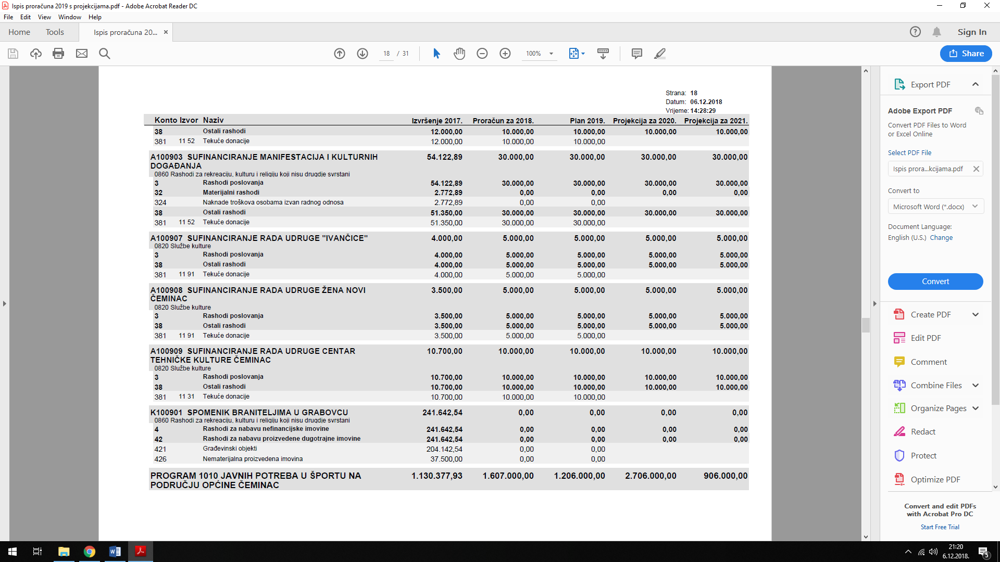 Ispis proračuna 2019 s projekcijama.pdf - Adobe Acrobat Reader DC
File Edit View Window Help
Home Tools Ispis proračuna 20... × Sign In
18 / 31 100% Share
Strana: 18
Datum: 06.12.2018
Vrijeme: 14:28:29
Konto Izvor Naziv Izvršenje 2017. Proračun za 2018. Plan 2019. Projekcija za 2020. Projekcija za 2021.
38 Ostali rashodi 12.000,00 10.000,00 10.000,00 10.000,00 10.000,00
381 11 52 Tekuće donacije 12.000,00 10.000,00 10.000,00
A100903 SUFINANCIRANJE MANIFESTACIJA I KULTURNIH 54.122,89 30.000,00 30.000,00 30.000,00 30.000,00
DOGAĐANJA
0860 Rashodi za rekreaciju, kulturu i religiju koji nisu drugdje svrstani
3 Rashodi poslovanja 54.122,89 30.000,00 30.000,00 30.000,00 30.000,00
32 Materijalni rashodi 2.772,89 0,00 0,00 0,00 0,00
324 Naknade troškova osobama izvan radnog odnosa 2.772,89 0,00 0,00
38 Ostali rashodi 51.350,00 30.000,00 30.000,00 30.000,00 30.000,00
381 11 52 Tekuće donacije 51.350,00 30.000,00 30.000,00
A100907 SUFINANCIRANJE RADA UDRUGE "IVANČICE" 4.000,00 5.000,00 5.000,00 5.000,00 5.000,00
0820 Službe kulture
3 Rashodi poslovanja 4.000,00 5.000,00 5.000,00 5.000,00 5.000,00
38 Ostali rashodi 4.000,00 5.000,00 5.000,00 5.000,00 5.000,00
381 11 91 Tekuće donacije 4.000,00 5.000,00 5.000,00
A100908 SUFINANCIRANJE RADA UDRUGE ŽENA NOVI 3.500,00 5.000,00 5.000,00 5.000,00 5.000,00
ČEMINAC
0820 Službe kulture
3 Rashodi poslovanja 3.500,00 5.000,00 5.000,00 5.000,00 5.000,00
38 Ostali rashodi 3.500,00 5.000,00 5.000,00 5.000,00 5.000,00
381 11 91 Tekuće donacije 3.500,00 5.000,00 5.000,00
A100909 SUFINANCIRANJE RADA UDRUGE CENTAR 10.700,00 10.000,00 10.000,00 10.000,00 10.000,00
TEHNIČKE KULTURE ČEMINAC
0820 Službe kulture
3 Rashodi poslovanja 10.700,00 10.000,00 10.000,00 10.000,00 10.000,00
38 Ostali rashodi 10.700,00 10.000,00 10.000,00 10.000,00 10.000,00
381 11 31 Tekuće donacije 10.700,00 10.000,00 10.000,00
K100901 SPOMENIK BRANITELJIMA U GRABOVCU 241.642,54 0,00 0,00 0,00 0,00
0860 Rashodi za rekreaciju, kulturu i religiju koji nisu drugdje svrstani
4 Rashodi za nabavu nefinancijske imovine 241.642,54 0,00 0,00 0,00 0,00
42 Rashodi za nabavu proizvedene dugotrajne imovine 241.642,54 0,00 0,00 0,00 0,00
421 Građevinski objekti 204.142,54 0,00 0,00
426 Nematerijalna proizvedena imovina 37.500,00 0,00 0,00
PROGRAM 1010 JAVNIH POTREBA U ŠPORTU NA 1.130.377,93 1.607.000,00 1.206.000,00 2.706.000,00 906.000,00
PODRUČJU OPĆINE ČEMINAC
Export PDF
Adobe Export PDF
Convert PDF Files to Word
or Excel Online
Select PDF File
Ispis prora...kcijama.pdf
Convert to
Microsoft Word (*.docx)
Document Language:
English (U.S.) Change
Convert
Create PDF
Edit PDF
Comment
Combine Files
Organize Pages
Redact
Protect
Optimize PDF
Convert and edit PDFs
with Acrobat Pro DC
Start Free Trial
21:20
6.12.2018.
5